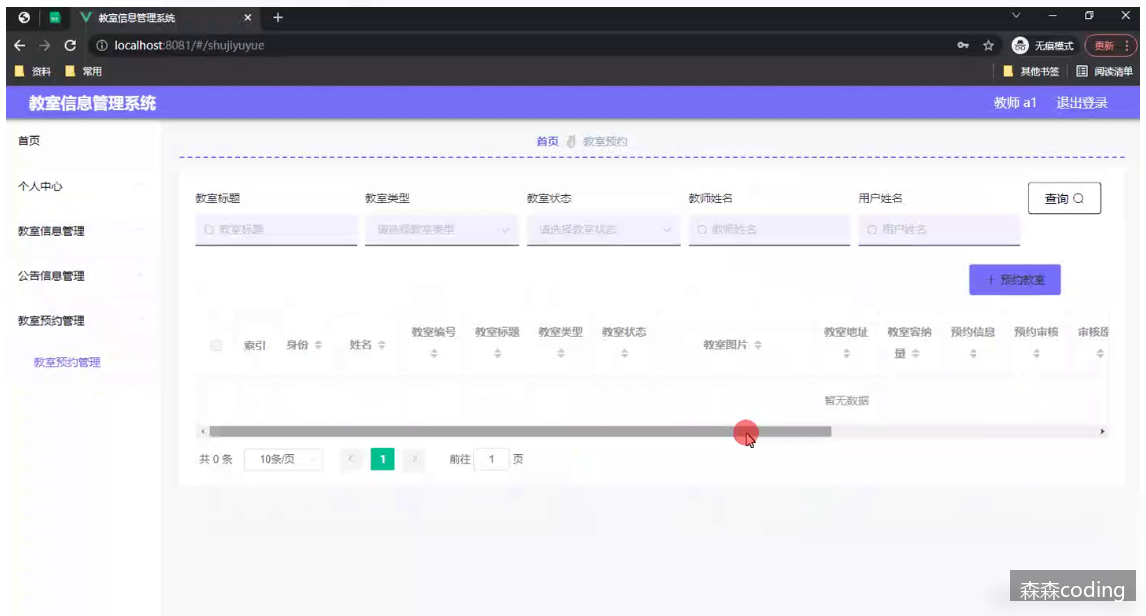 教室信息管理系统
localhost:8081/#/shujiyuyue
无痕模式
更新
资料
常用
其他书签
阅读清单
教室信息管理系统
教师 a1
退出登录
首页
个人中心
教室信息管理
公告信息管理
教室预约管理
教室预约管理
首页 教室预约
教室标题
教室类型
教室状态
教师姓名
用户姓名
教室标题
请选择教室类型
请选择教室状态
教师姓名
用户姓名
查询
+ 预约教室
索引
身份
姓名
教室编号
教室标题
教室类型
教室状态
教室图片
教室地址
教室容纳
量
预约信息
预约审核
暂无数据
共 0 条
10条/页
1
前往 1 页
森森coding